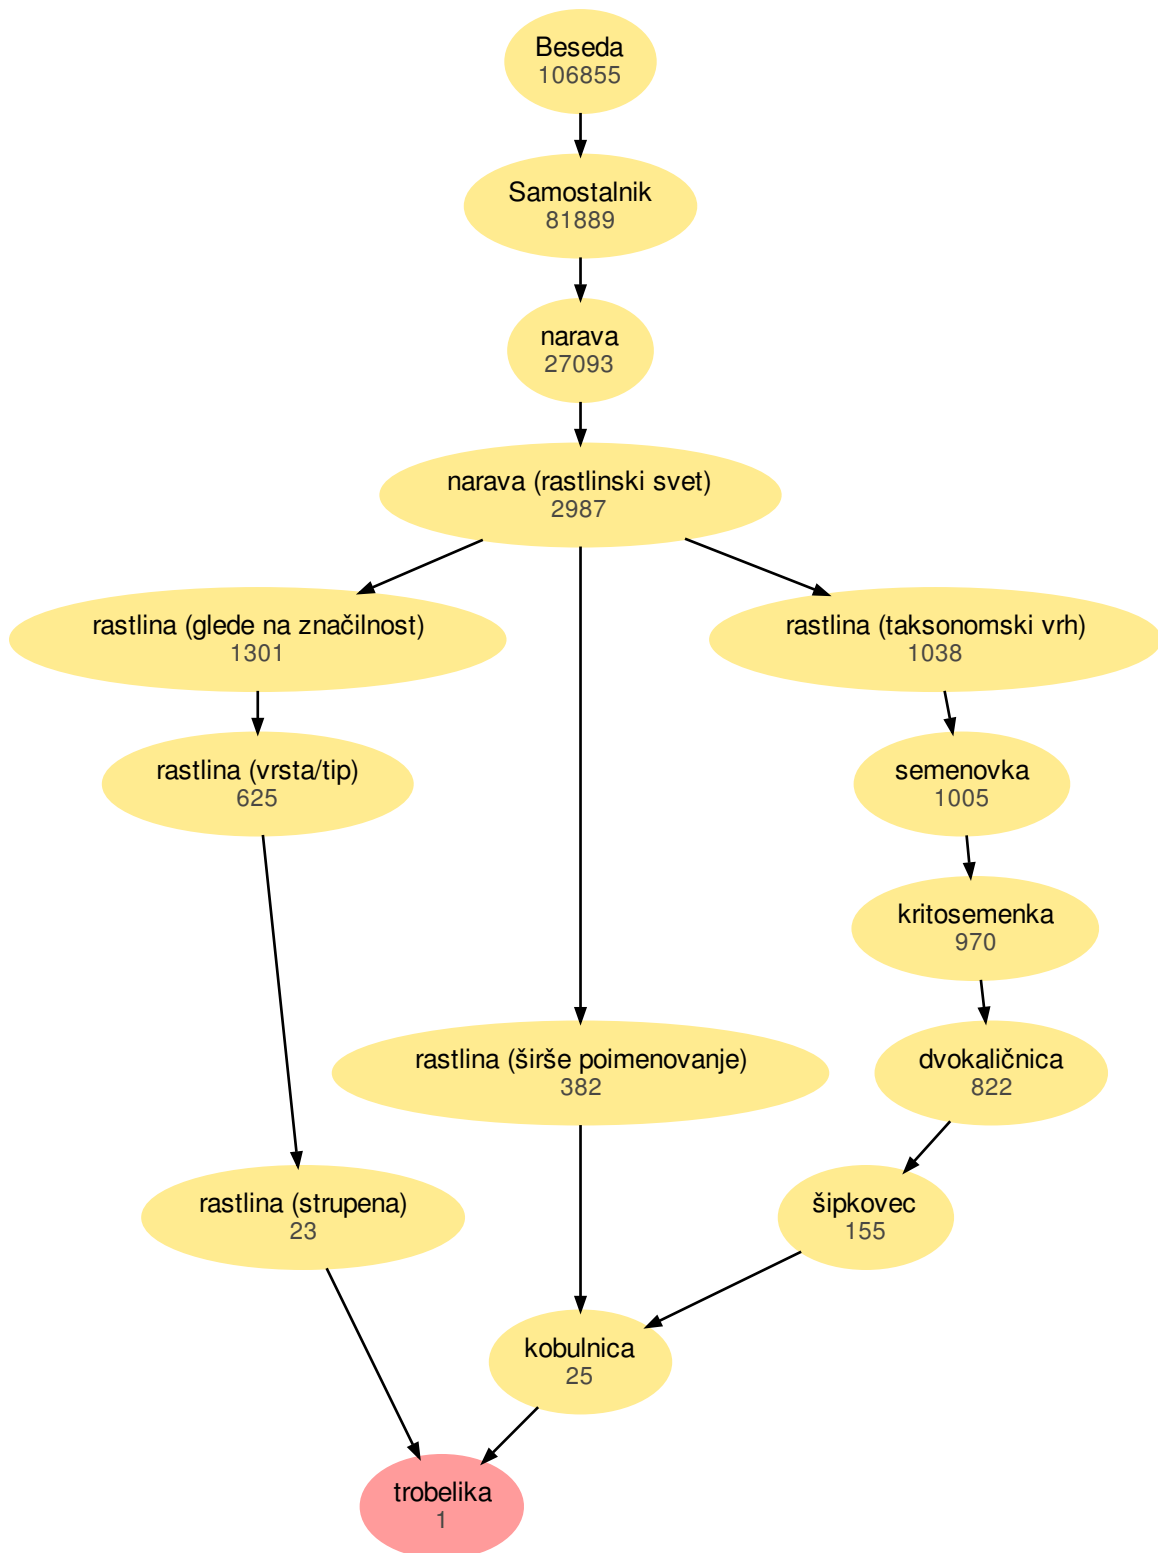 Beseda
106855
Samostalnik
81889
narava
27093
narava (rastlinski svet)
2987
rastlina (glede na značilnost)
1301
rastlina (taksonomski vrh)
1038
rastlina (vrsta/tip)
625
semenovka
1005
kritosemenka
970
rastlina (širše poimenovanje)
382
dvokaličnica
822
rastlina (strupena)
23
šipkovec
155
kobulnica
25
trobelika
1